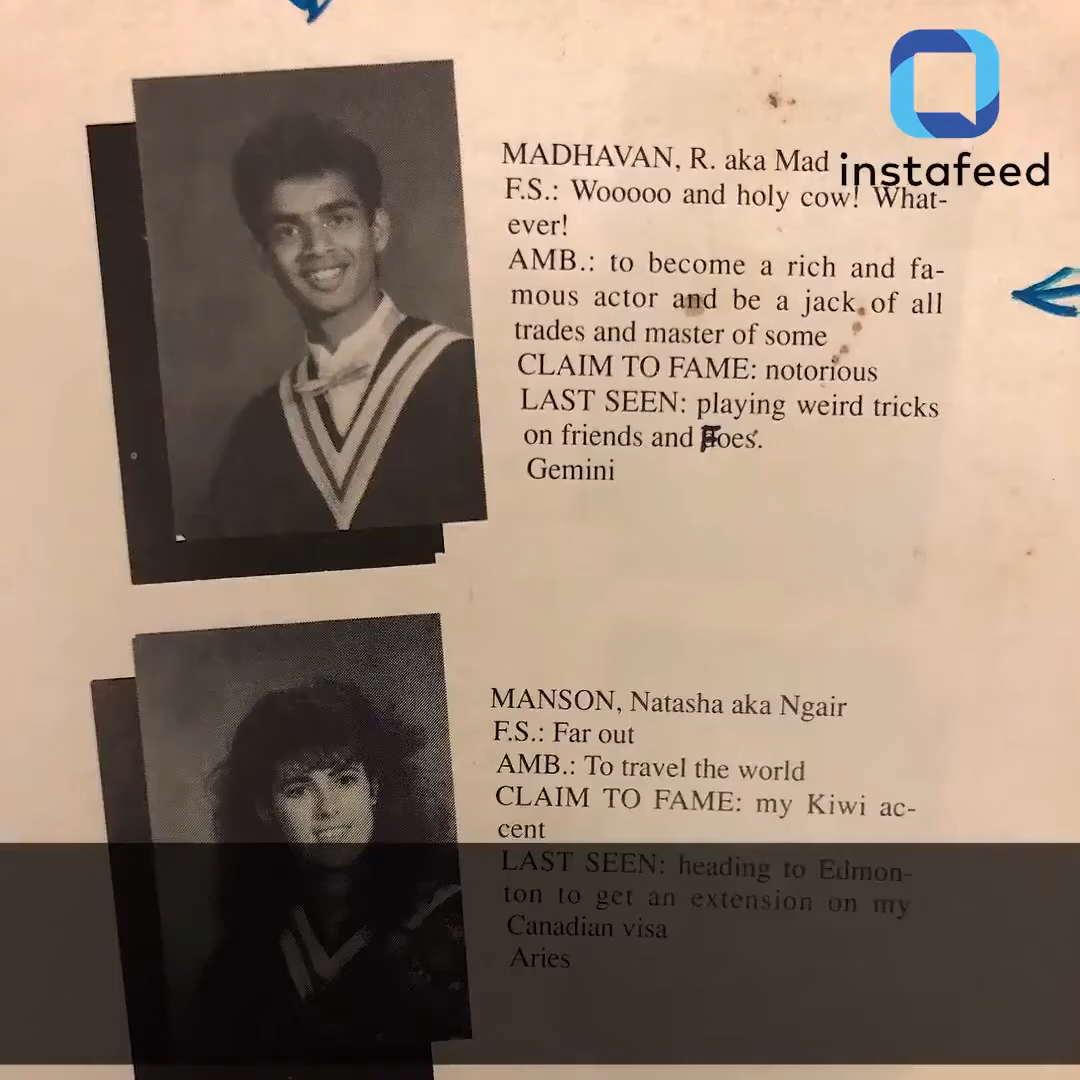 instafeed
MADHAVAN, R. aka Mad
F.S.: Wooooo and holy cow! What-
ever!
AMB.: to become a rich and fa-
mous actor and be a jack of all
trades and master of some
CLAIM TO FAME: notorious
LAST SEEN: playing weird tricks
on friends and Foes.
Gemini
MANSON, Natasha aka Ngair
F.S.: Far out
AMB.: To travel the world
CLAIM TO FAME: my Kiwi ac-
cent
LAST SEEN: heading to Edmon-
ton to get an extension on my
Canadian visa
Aries